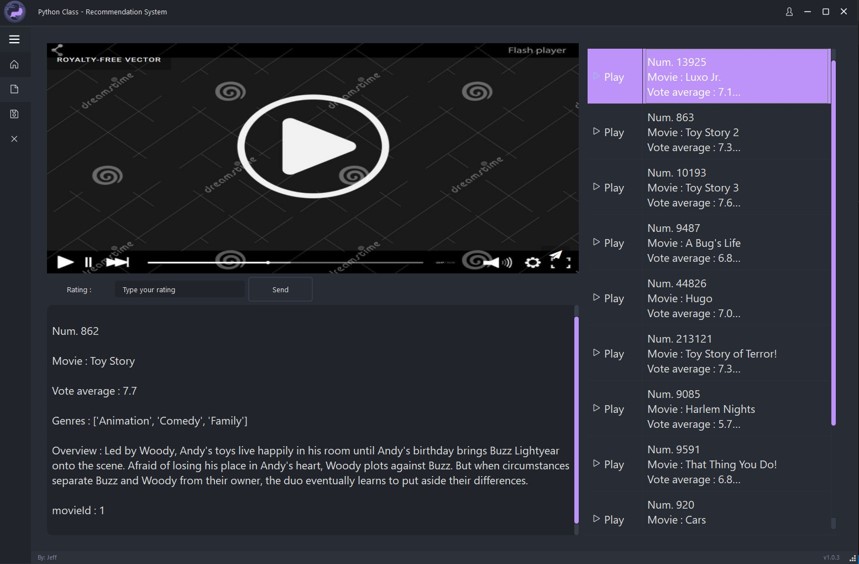 Python Class - Recommendation System
Flash player
ROYALTY-FREE VECTOR
dreamstime
dreamstime
dreamstime
dreamstime
dreamstime
dreamstime
Rating :
Type your rating
Send
Num. 862
Movie : Toy Story
Vote average : 7.7
Genres : ['Animation', 'Comedy', 'Family']
Overview : Led by Woody, Andy's toys live happily in his room until Andy's birthday brings Buzz Lightyear
onto the scene. Afraid of losing his place in Andy's heart, Woody plots against Buzz. But when circumstances
separate Buzz and Woody from their owner, the duo eventually learns to put aside their differences.
movieId : 1
Play
Num. 13925
Movie : Luxo Jr.
Vote average : 7.1...
Play
Num. 863
Movie : Toy Story 2
Vote average : 7.3...
Play
Num. 10193
Movie : Toy Story 3
Vote average : 7.6...
Play
Num. 9487
Movie : A Bug's Life
Vote average : 6.8...
Play
Num. 44826
Movie : Hugo
Vote average : 7.0...
Play
Num. 213121
Movie : Toy Story of Terror!
Vote average : 7.3...
Play
Num. 9085
Movie : Harlem Nights
Vote average : 5.7...
Play
Num. 9591
Movie : That Thing You Do!
Vote average : 6.8...
Play
Num. 920
Movie : Cars
By: Jeff
v1.0.3